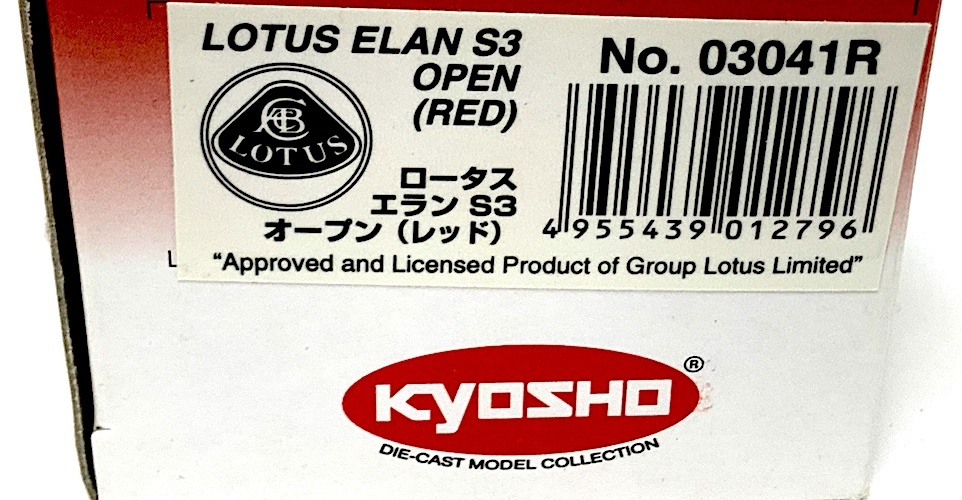 LOTUS ELAN S3
OPEN
(RED)
No. 03041R
ACBC
LOTUS
ロータス
エラン S3
オープン（レッド）
4 955439 012796
“Approved and Licensed Product of Group Lotus Limited”
L
KYOSHO®
DIE-CAST MODEL COLLECTION